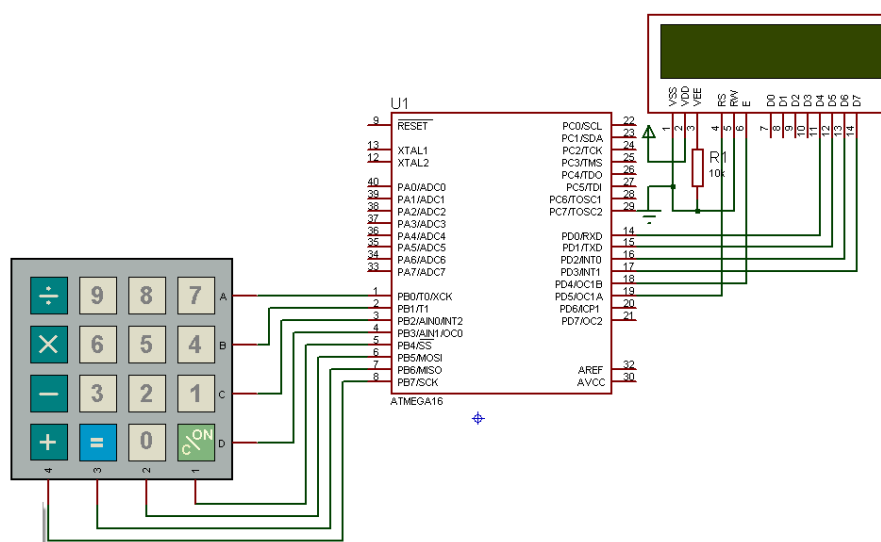 U1
9 RESET
13 XTAL1
12 XTAL2
40 PA0/ADC0
39 PA1/ADC1
38 PA2/ADC2
37 PA3/ADC3
36 PA4/ADC4
35 PA5/ADC5
34 PA6/ADC6
33 PA7/ADC7
1 PB0/T0/XCK
2 PB1/T1
3 PB2/AIN0/INT2
4 PB3/AIN1/OC0
5 PB4/SS
6 PB5/MOSI
7 PB6/MISO
8 PB7/SCK
PC0/SCL 22
PC1/SDA 23
PC2/TCK 24
PC3/TMS 25
PC4/TDO 26
PC5/TDI 27
PC6/TOSC1 28
PC7/TOSC2 29
PD0/RXD 14
PD1/TXD 15
PD2/INT0 16
PD3/INT1 17
PD4/OC1B 18
PD5/OC1A 19
PD6/ICP1 20
PD7/OC2 21
AREF 32
AVCC 30
ATMEGA16
VSS VDD VEE RS RW E D0 D1 D2 D3 D4 D5 D6 D7
1 2 3 4 5 6 7 8 9 10 11 12 13 14
R1
10k
÷ 9 8 7 A
× 6 5 4 B
− 3 2 1 C
+ = 0 ON/C D
4 3 2 1